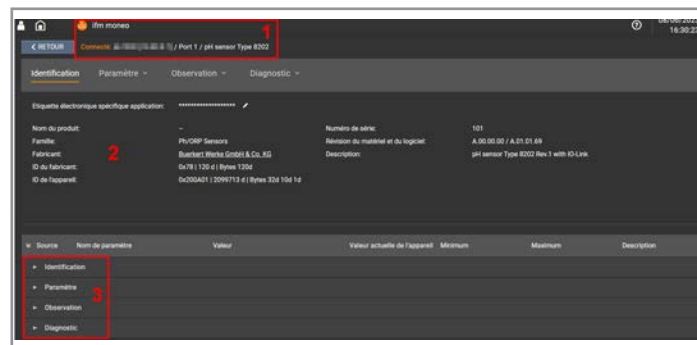 1
ifm moneo
16:30:23
< RETOUR
Connecté / Port 1 / pH sensor Type 8202
Identification Paramètre Observation Diagnostic
Etiquette électronique spécifique application: ********************
Nom du produit: – Numéro de série: 101
Famille: Ph/ORP Sensors Révision du matériel et du logiciel: A.00.00.00 / A.01.01.69
Fabricant: Buerkert Werke GmbH & Co. KG Description: pH sensor Type 8202 Rev.1 with IO-Link
2
ID du fabricant: 0x78 | 120 d | Bytes 120d
ID de l'appareil: 0x200A01 | 2099713 d | Bytes 32d 10d 1d
Source Nom de paramètre Valeur Valeur actuelle de l'appareil Minimum Maximum Description
Identification
Paramètre
3
Observation
Diagnostic